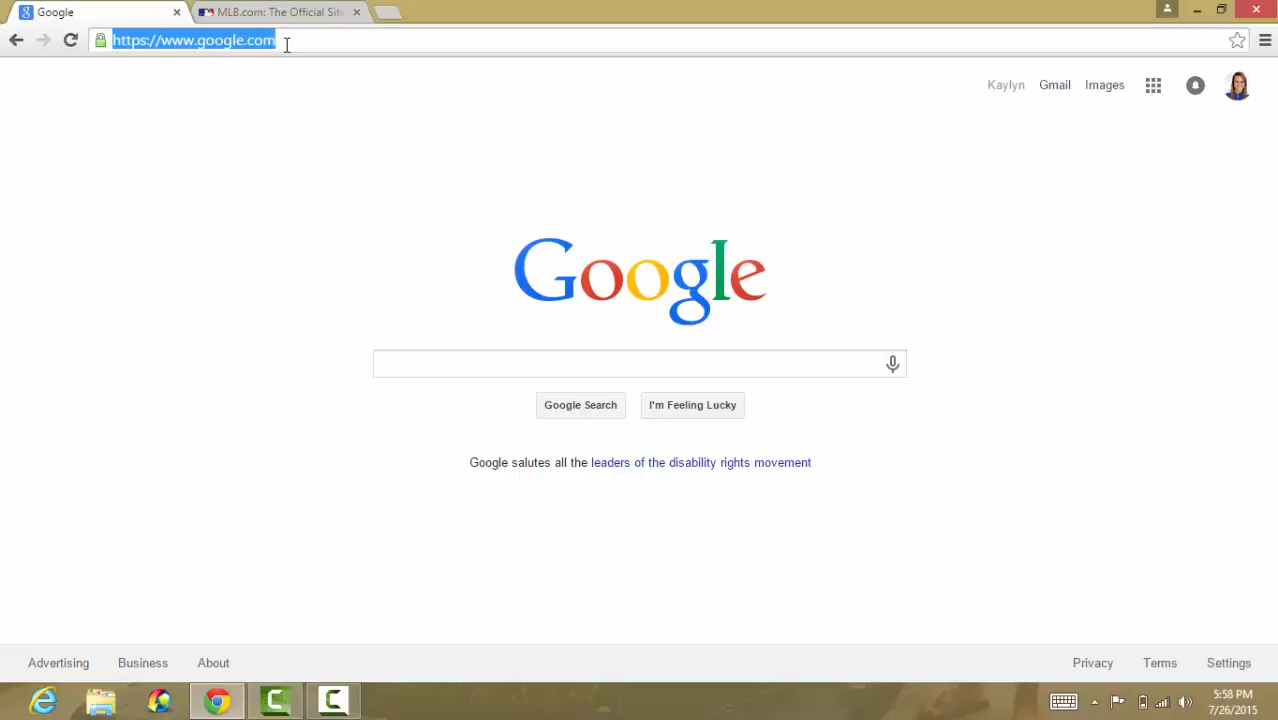 Google
MLB.com: The Official Sit
https://www.google.com
Kaylyn Gmail Images
Google
Google Search I'm Feeling Lucky
Google salutes all the leaders of the disability rights movement
Advertising Business About Privacy Terms Settings
5:58 PM
7/26/2015